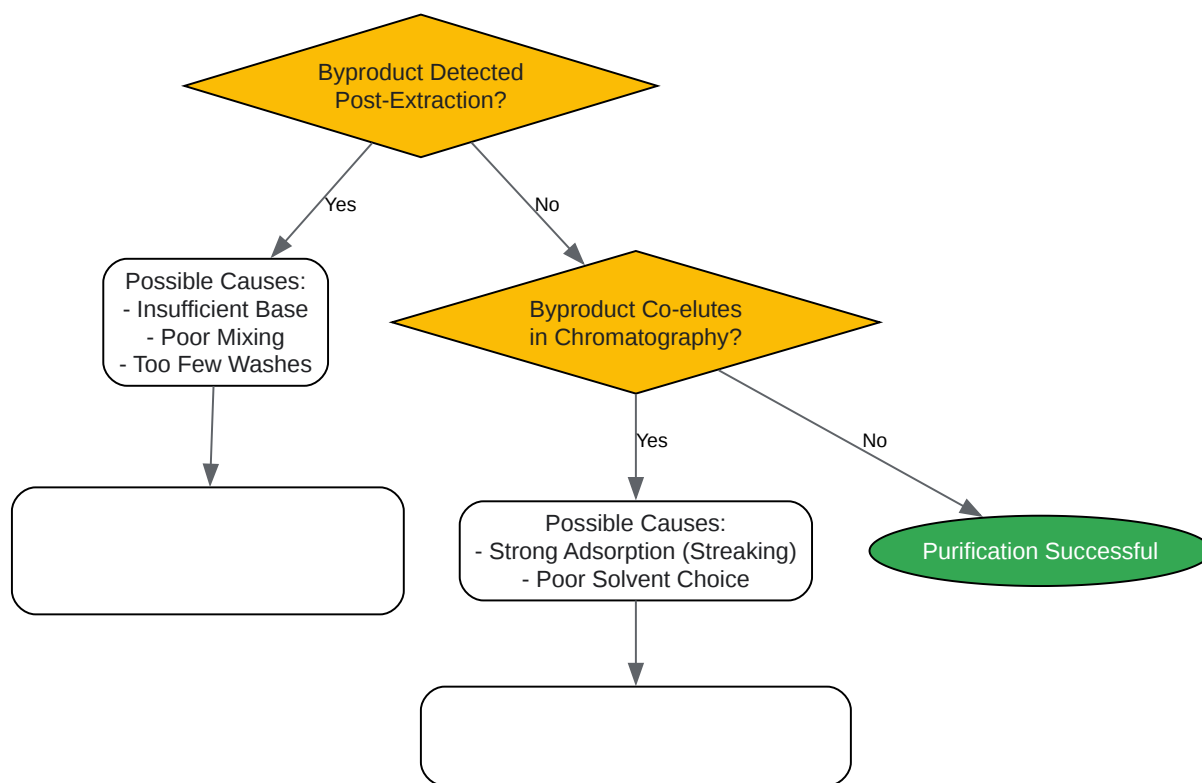 Byproduct Detected
Post-Extraction?
Yes
No
Possible Causes:
- Insufficient Base
- Poor Mixing
- Too Few Washes
Byproduct Co-elutes
in Chromatography?
Yes
No
Possible Causes:
- Strong Adsorption (Streaking)
- Poor Solvent Choice
Purification Successful